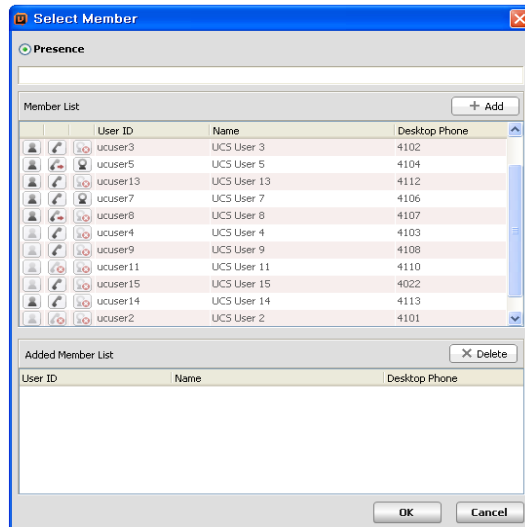 Select Member
Presence
Member List
Add
User ID Name Desktop Phone
ucuser3 UCS User 3 4102
ucuser5 UCS User 5 4104
ucuser13 UCS User 13 4112
ucuser7 UCS User 7 4106
ucuser8 UCS User 8 4107
ucuser4 UCS User 4 4103
ucuser9 UCS User 9 4108
ucuser11 UCS User 11 4110
ucuser15 UCS User 15 4022
ucuser14 UCS User 14 4113
ucuser2 UCS User 2 4101
Added Member List
Delete
User ID Name Desktop Phone
OK Cancel